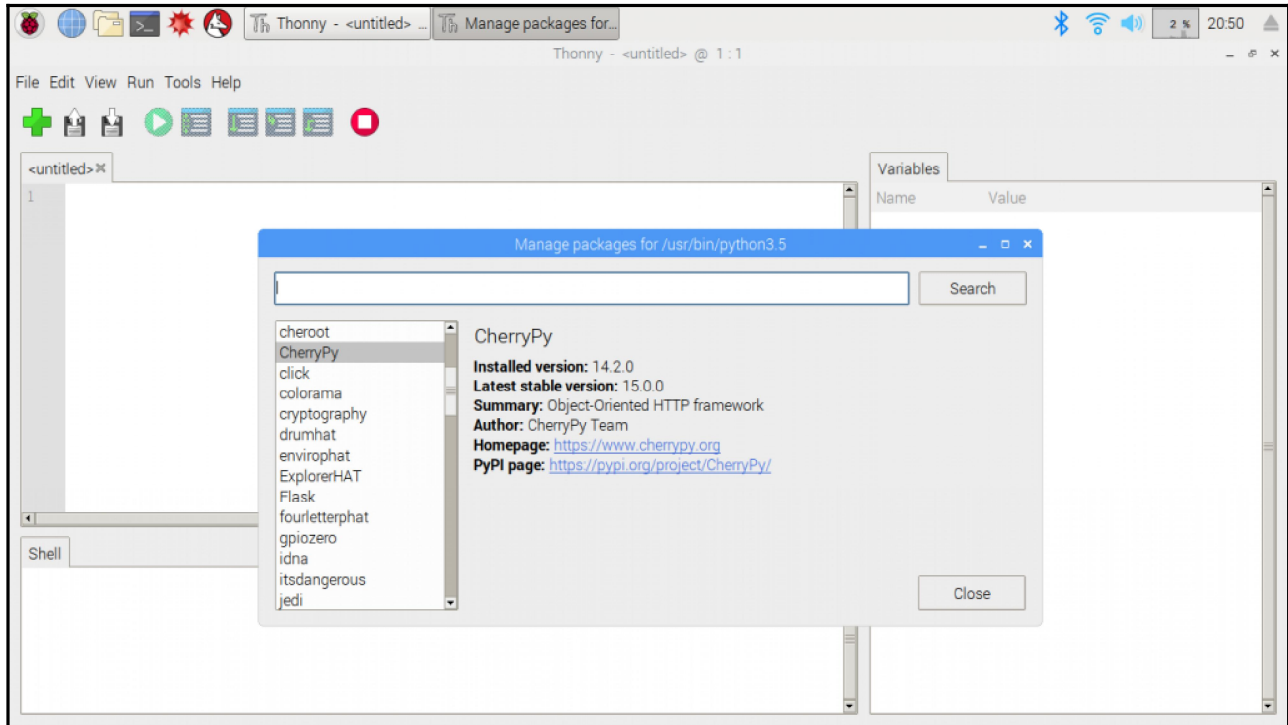 Thonny - <untitled> ... Manage packages for... 2 % 20:50
Thonny - <untitled> @ 1 : 1
File Edit View Run Tools Help
<untitled>
Variables
1
Name Value
Manage packages for /usr/bin/python3.5
Search
cheroot
CherryPy
click
colorama
cryptography
drumhat
envirophat
ExplorerHAT
Flask
fourletterphat
gpiozero
idna
itsdangerous
jedi
CherryPy
Installed version: 14.2.0
Latest stable version: 15.0.0
Summary: Object-Oriented HTTP framework
Author: CherryPy Team
Homepage: https://www.cherrypy.org
PyPI page: https://pypi.org/project/CherryPy/
Close
Shell